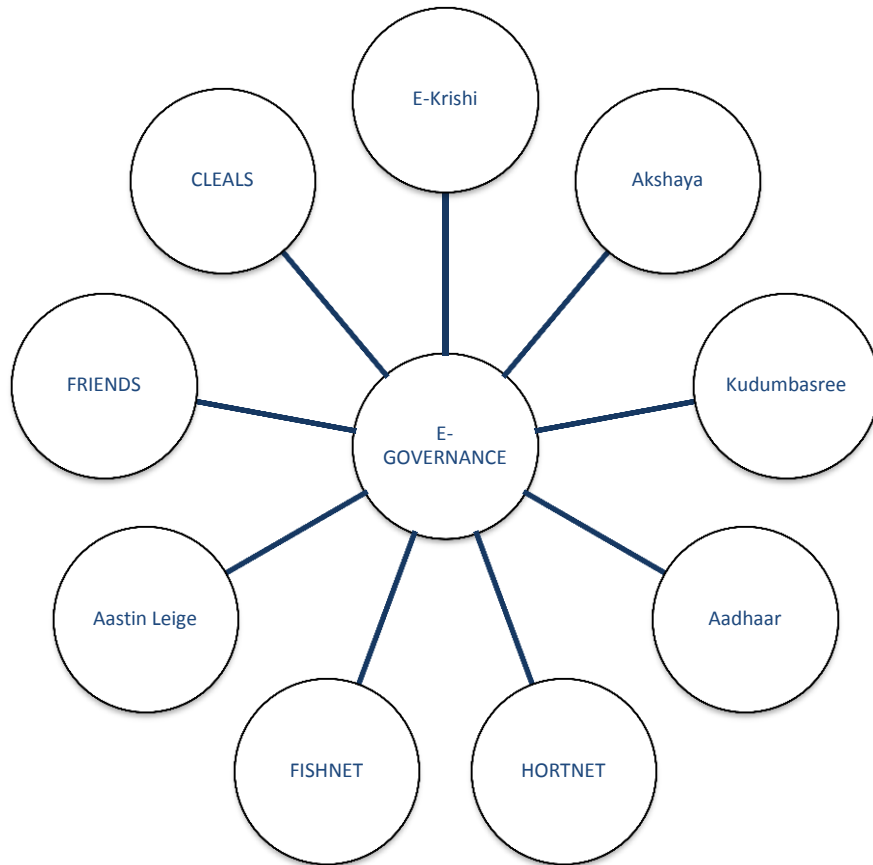 E-Krishi
CLEALS
Akshaya
FRIENDS
Kudumbasree
E-
GOVERNANCE
Aastin Leige
Aadhaar
FISHNET
HORTNET